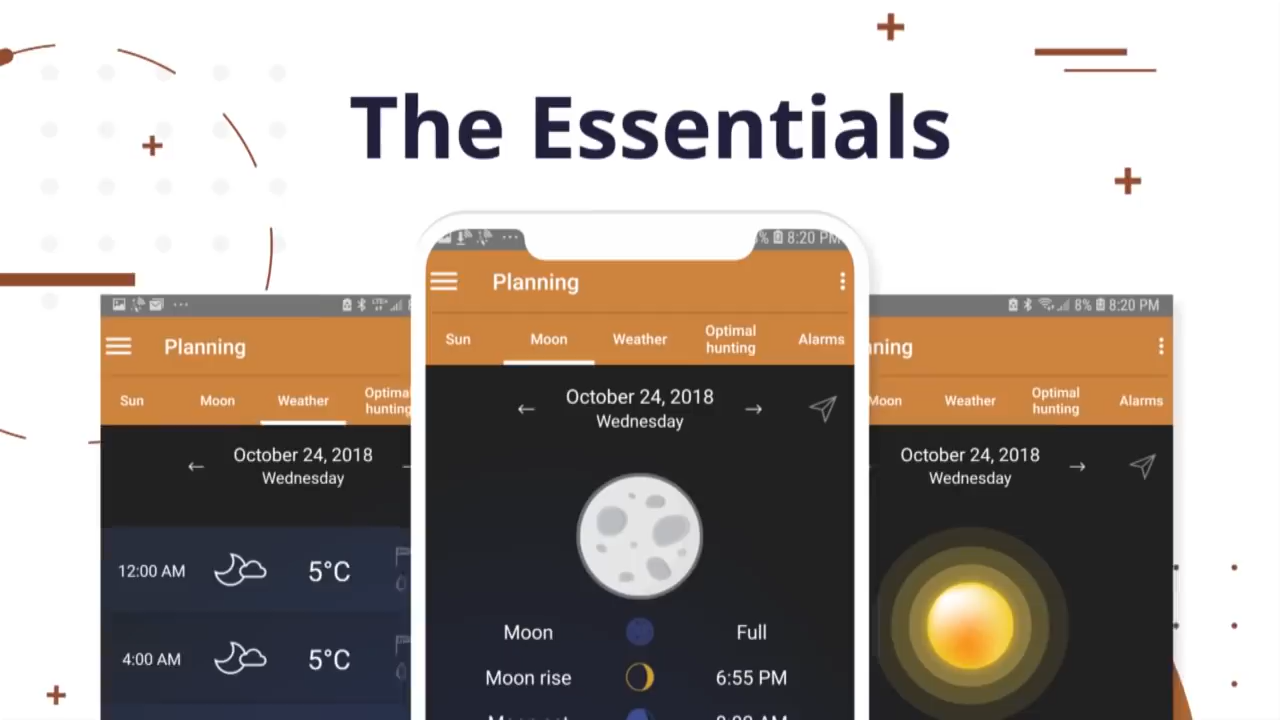 The Essentials
8:20 PM
Planning
Sun Moon Weather Optimal hunting Alarms
October 24, 2018
Wednesday
Moon Full
Moon rise 6:55 PM
Planning
Sun Moon Weather Optimal hunting
October 24, 2018
Wednesday
12:00 AM 5°C
4:00 AM 5°C
8% 8:20 PM
Moon Weather Optimal hunting Alarms
October 24, 2018
Wednesday